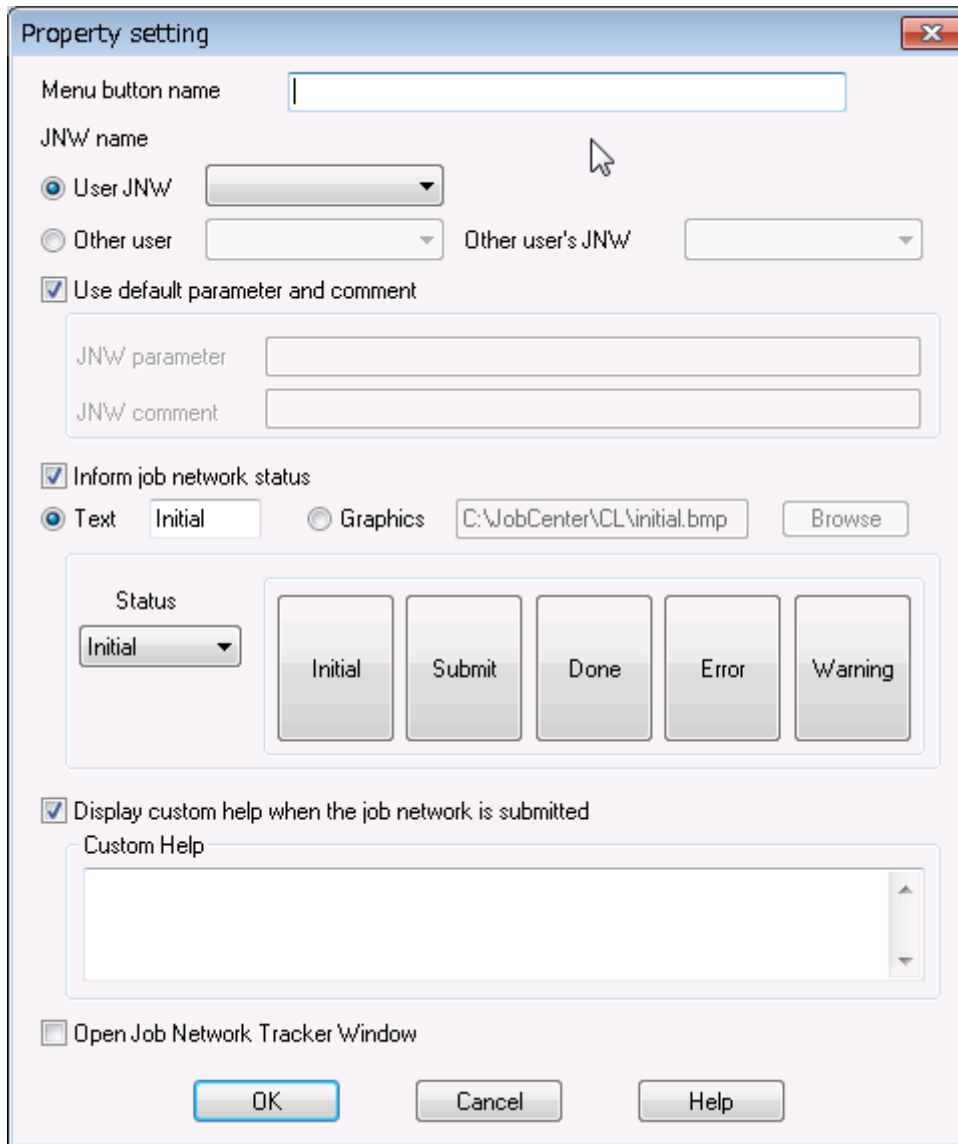 Property setting
Menu button name
JNW name
User JNW
Other user Other user's JNW
Use default parameter and comment
JNW parameter
JNW comment
Inform job network status
Text Initial Graphics C:\JobCenter\CL\initial.bmp Browse
Status
Initial
Initial Submit Done Error Warning
Display custom help when the job network is submitted
Custom Help
Open Job Network Tracker Window
OK Cancel Help